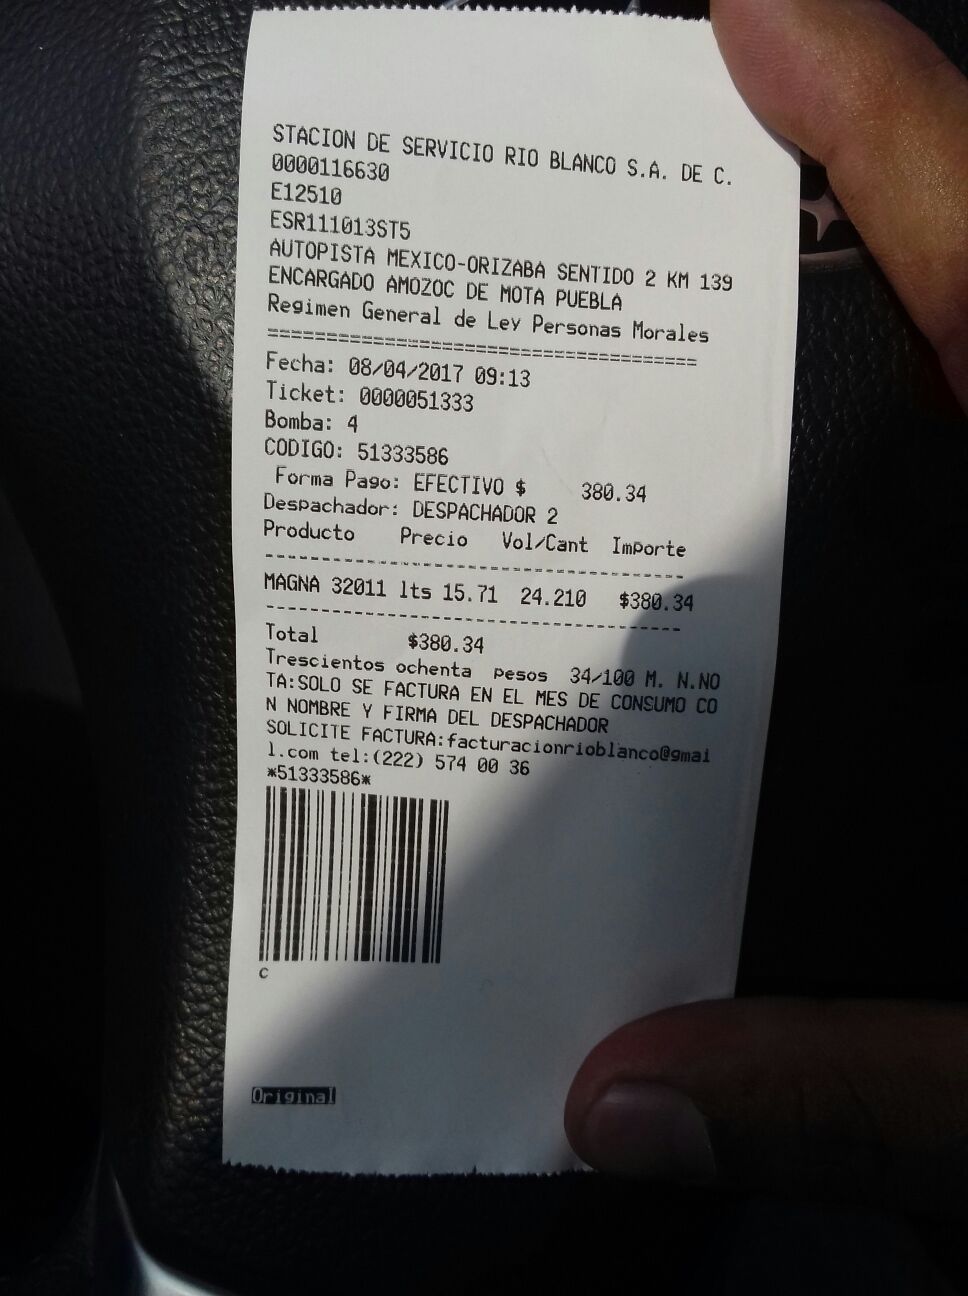 STACION DE SERVICIO RIO BLANCO S.A. DE C.
0000116630
E12510
ESR111013ST5
AUTOPISTA MEXICO-ORIZABA SENTIDO 2 KM 139
ENCARGADO AMOZOC DE MOTA PUEBLA
Regimen General de Ley Personas Morales
=======================================
Fecha: 08/04/2017 09:13
Ticket: 0000051333
Bomba: 4
CODIGO: 51333586
Forma Pago: EFECTIVO $ 380.34
Despachador: DESPACHADOR 2
Producto Precio Vol/Cant Importe
---------------------------------------
MAGNA 32011 lts 15.71 24.210 $380.34
---------------------------------------
Total $380.34
Trescientos ochenta pesos 34/100 M. N.NO
TA:SOLO SE FACTURA EN EL MES DE CONSUMO CO
N NOMBRE Y FIRMA DEL DESPACHADOR
SOLICITE FACTURA:facturacionrioblanco@gmai
l.com tel:(222) 574 00 36
*51333586*
C
Original